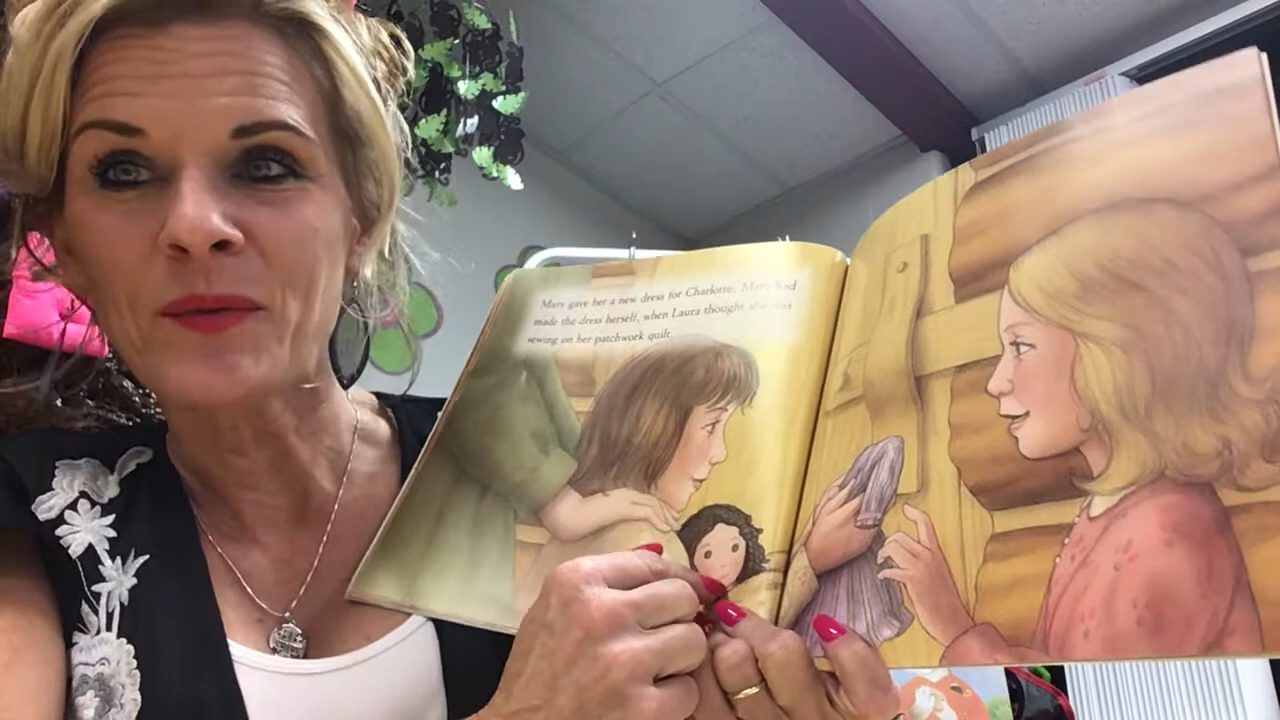 Mary gave her a new dress for Charlotte. Mary had
made the dress herself, when Laura thought she was
sewing on her patchwork quilt.